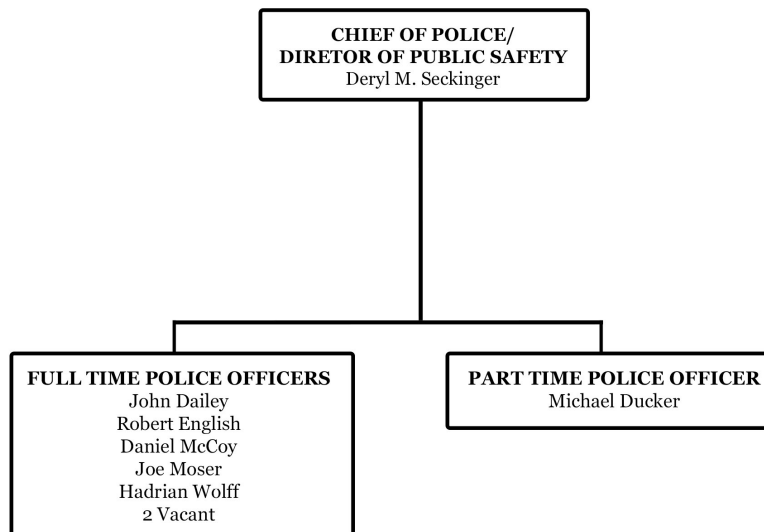 CHIEF OF POLICE/
DIRETOR OF PUBLIC SAFETY
Deryl M. Seckinger
FULL TIME POLICE OFFICERS
John Dailey
Robert English
Daniel McCoy
Joe Moser
Hadrian Wolff
2 Vacant
PART TIME POLICE OFFICER
Michael Ducker